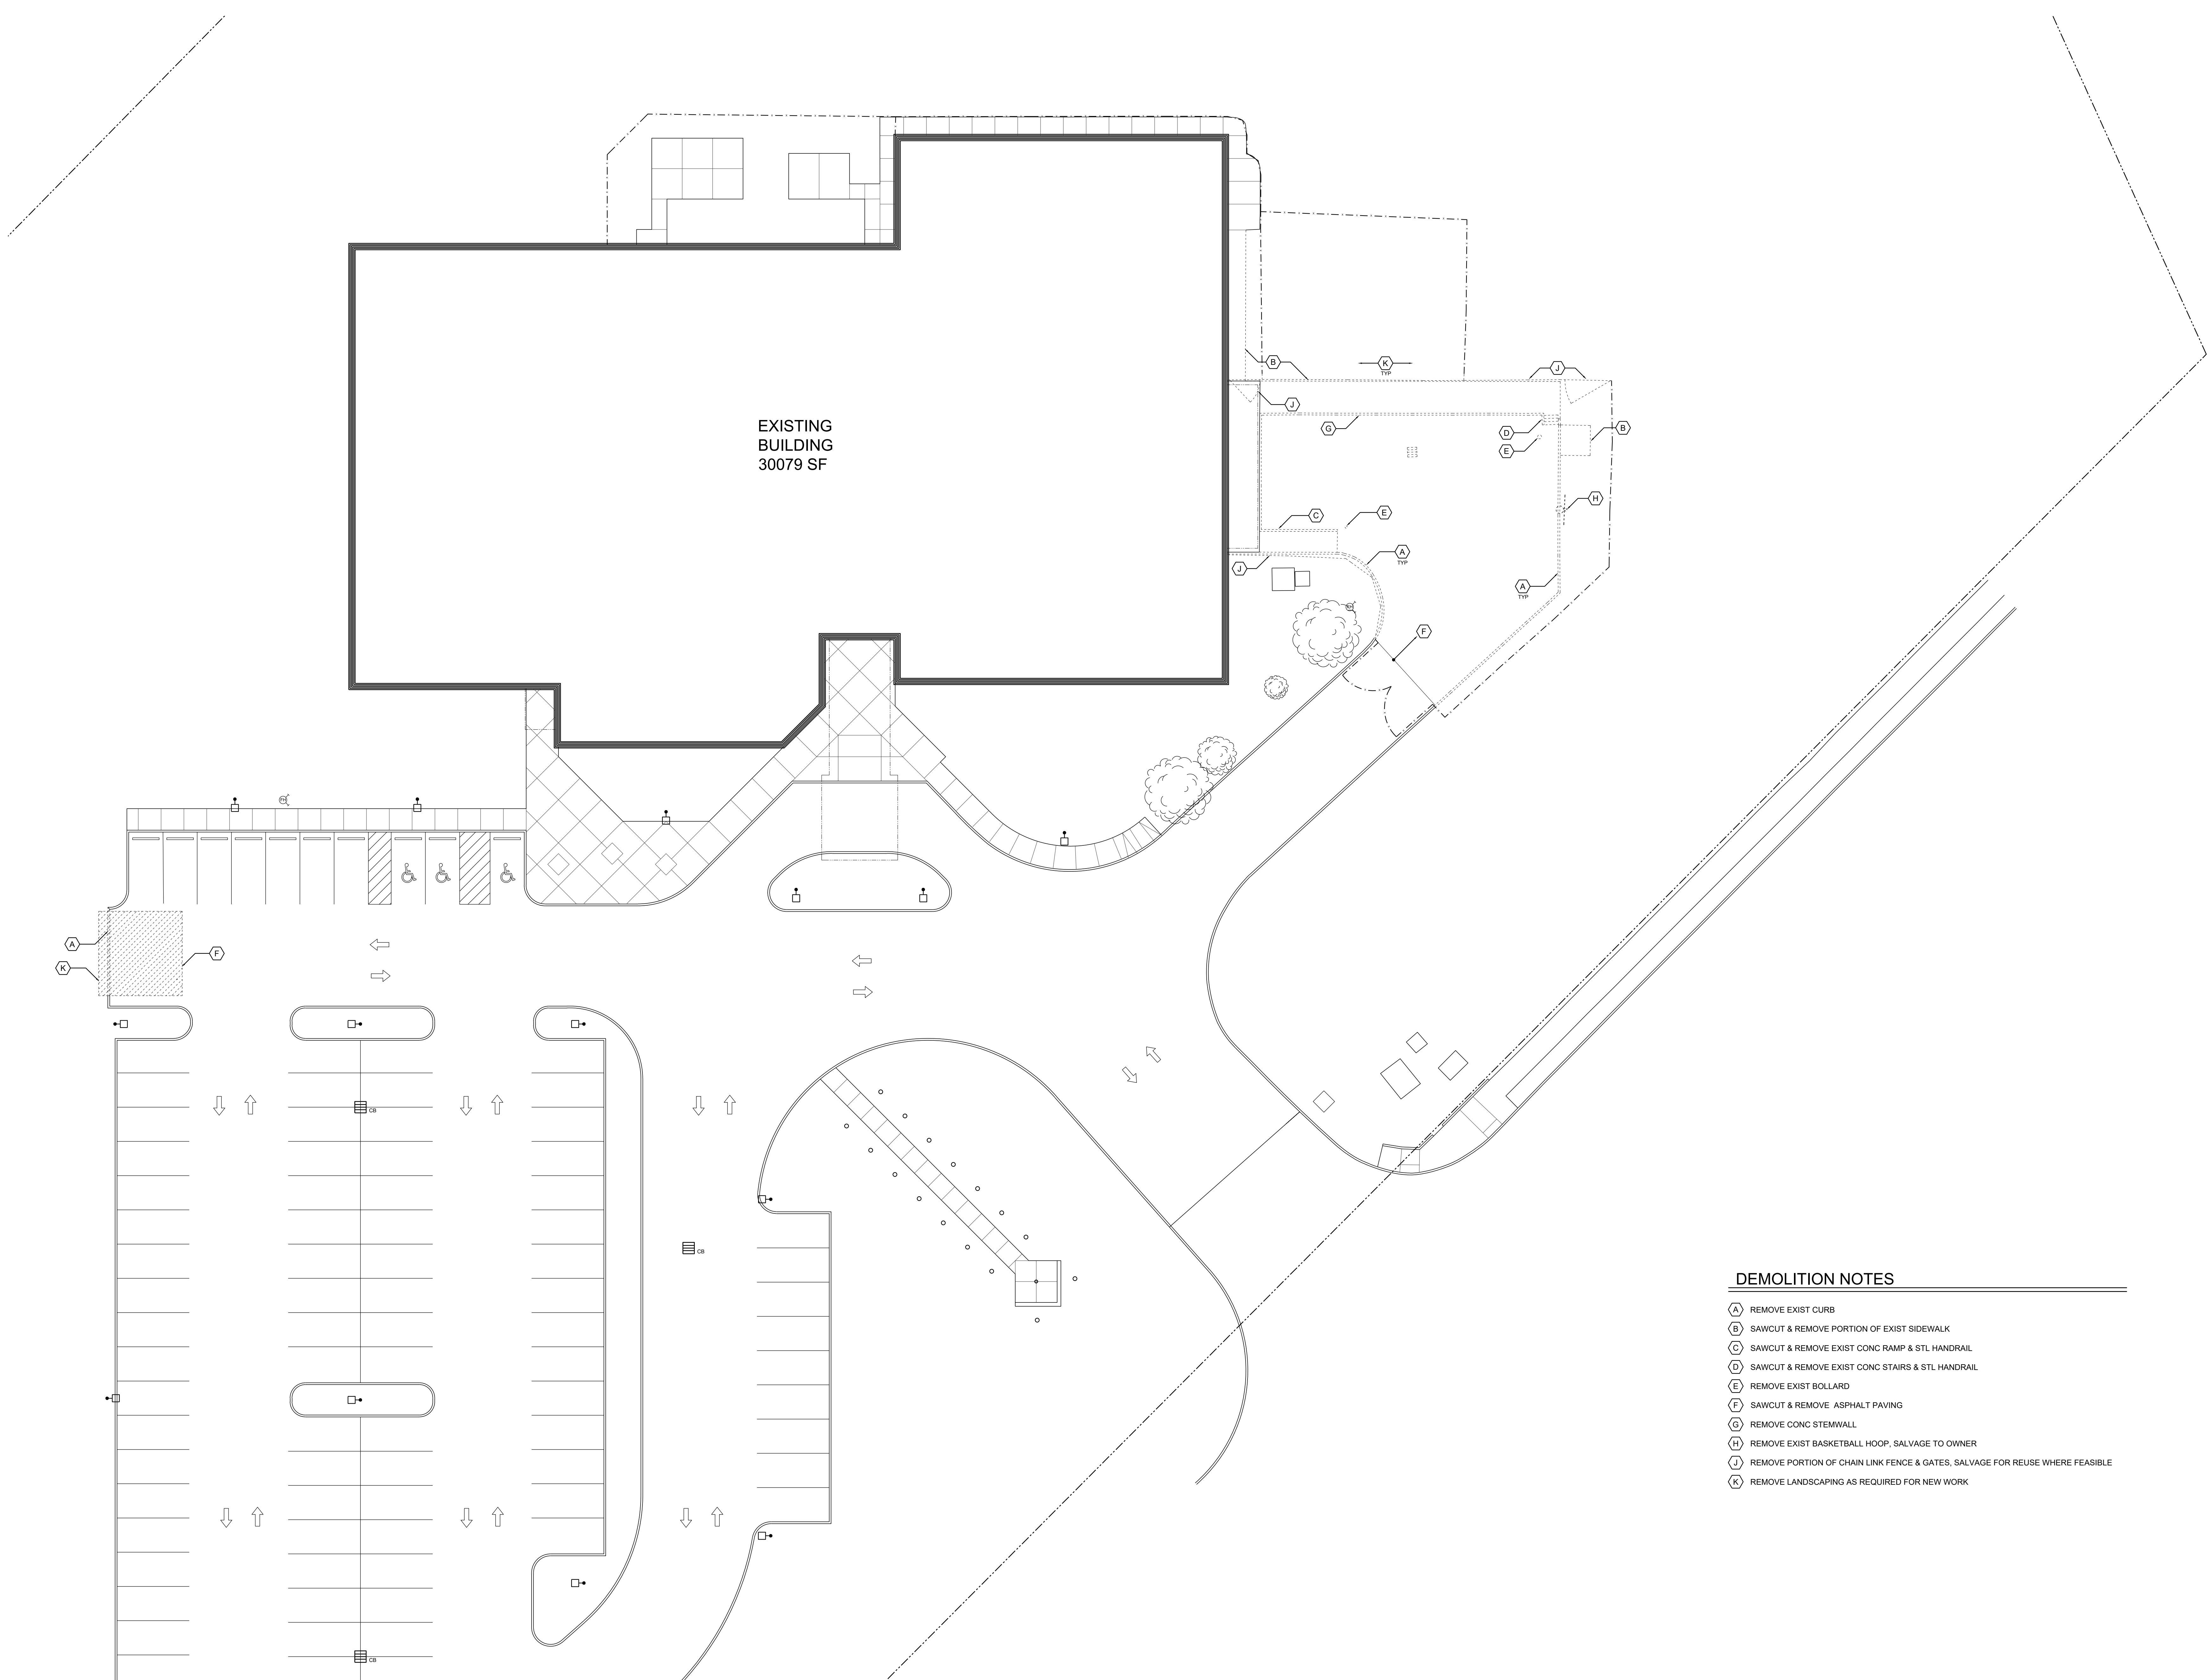 B
K
TYP
J
J
G
D
B
E
H
C
E
A
TYP
J
A
TYP
F
EXISTING
BUILDING
30079 SF
FH
FH
A
F
K
CB
CB
CB
DEMOLITION NOTES
A REMOVE EXIST CURB
B SAWCUT & REMOVE PORTION OF EXIST SIDEWALK
C SAWCUT & REMOVE EXIST CONC RAMP & STL HANDRAIL
D SAWCUT & REMOVE EXIST CONC STAIRS & STL HANDRAIL
E REMOVE EXIST BOLLARD
F SAWCUT & REMOVE ASPHALT PAVING
G REMOVE CONC STEMWALL
H REMOVE EXIST BASKETBALL HOOP, SALVAGE TO OWNER
J REMOVE PORTION OF CHAIN LINK FENCE & GATES, SALVAGE FOR REUSE WHERE FEASIBLE
K REMOVE LANDSCAPING AS REQUIRED FOR NEW WORK